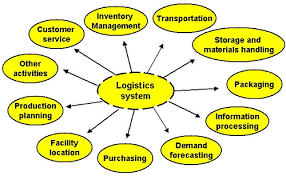 Inventory
Management
Transportation
Customer
service
Storage and
materials handling
Other
activities
Logistics
system
Packaging
Production
planning
Information
processing
Facility
location
Purchasing
Demand
forecasting